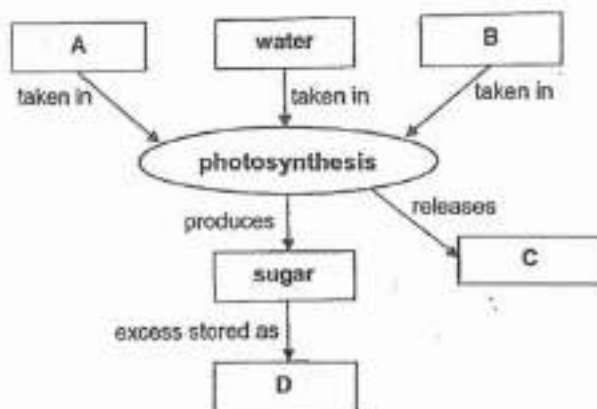 A
water
B
taken in
taken in
taken in
photosynthesis
produces
releases
sugar
C
excess stored as
D